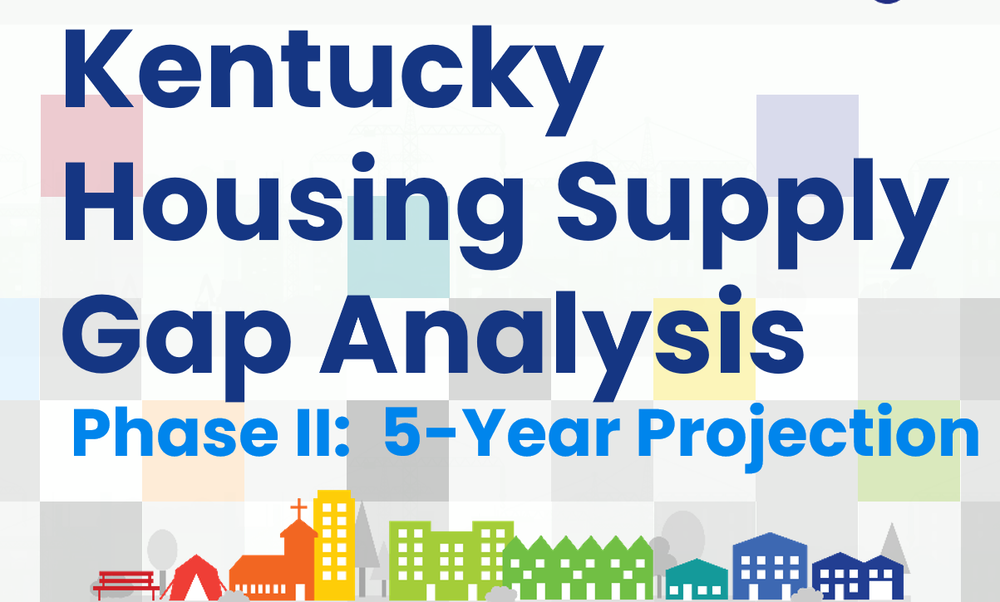 Kentucky
Housing Supply
Gap Analysis
Phase II: 5-Year Projection